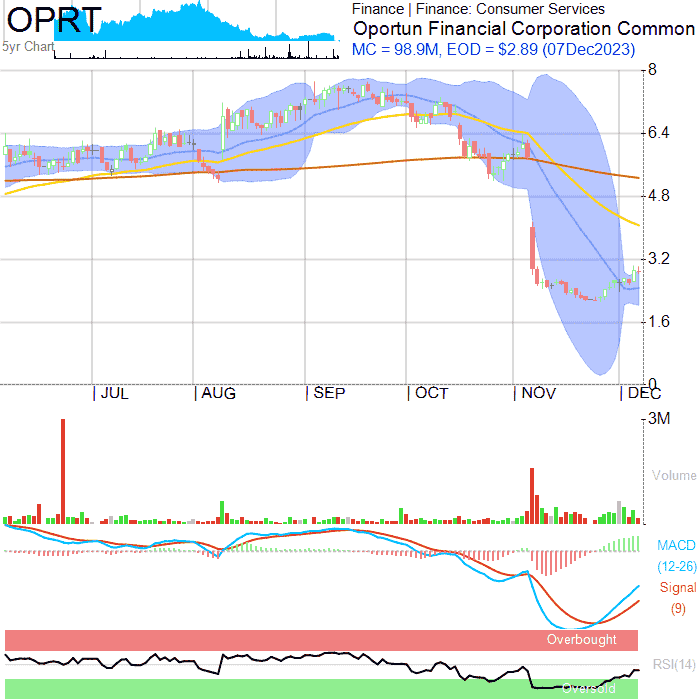 OPRT
5yr Chart
Finance | Finance: Consumer Services
Oportun Financial Corporation Common
MC = 98.9M, EOD = $2.89 (07Dec2023)
8
6.4
4.8
3.2
1.6
0
JUL AUG SEP OCT NOV DEC
3M
Volume
MACD
(12-26)
Signal
(9)
Overbought
RSI(14)
Oversold